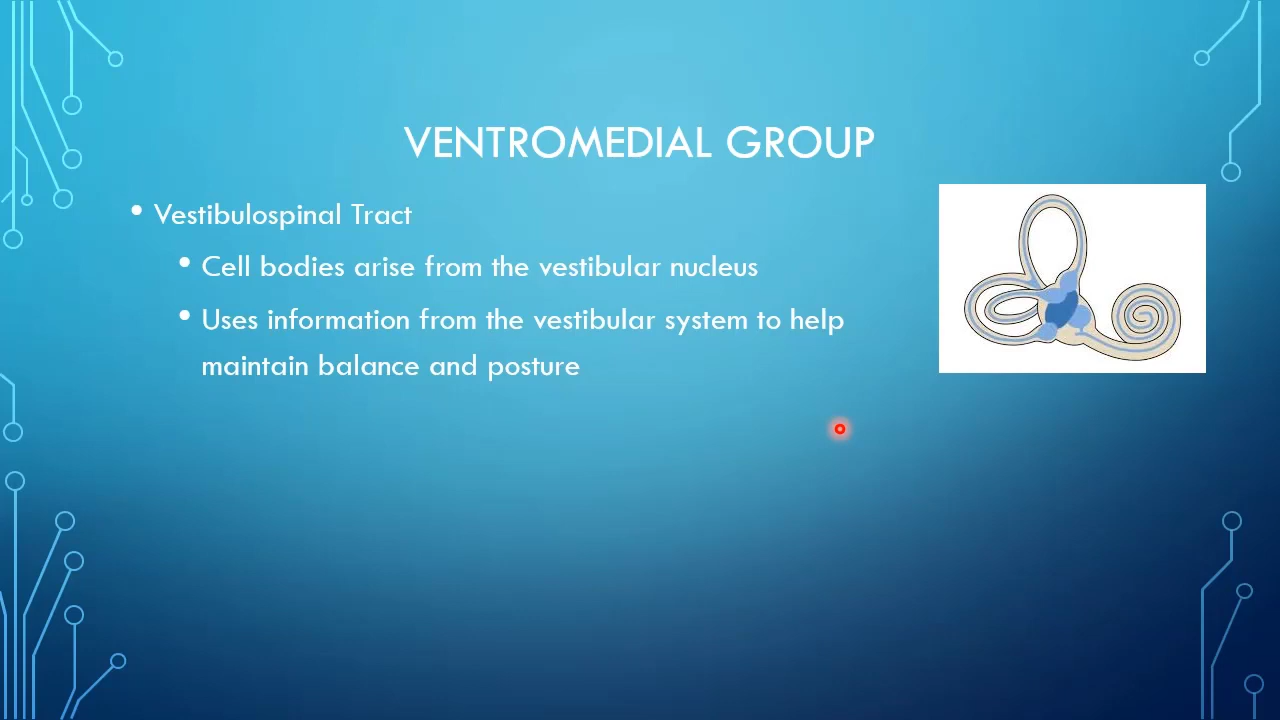 VENTROMEDIAL GROUP
• Vestibulospinal Tract
• Cell bodies arise from the vestibular nucleus
• Uses information from the vestibular system to help
maintain balance and posture